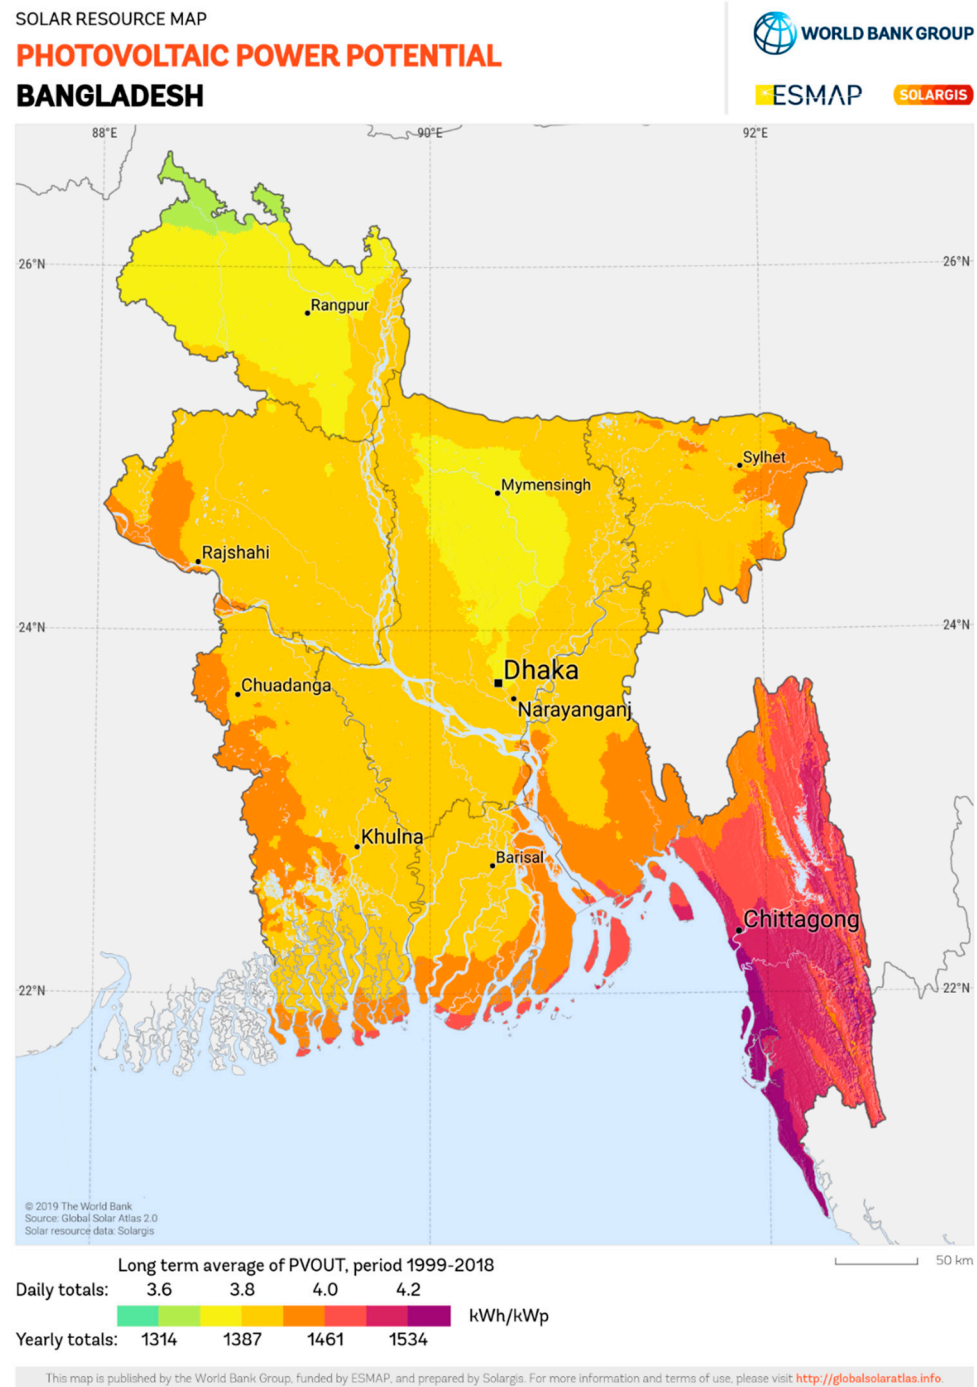 SOLAR RESOURCE MAP
PHOTOVOLTAIC POWER POTENTIAL
BANGLADESH
WORLD BANK GROUP
ESMAP
SOLARGIS
88°E 90°E 92°E
26°N 26°N
Rangpur
Sylhet
Mymensingh
Rajshahi
24°N 24°N
Dhaka
Chuadanga
Narayanganj
Khulna
Barisal
Chittagong
22°N 22°N
© 2019 The World Bank
Source: Global Solar Atlas 2.0
Solar resource data: Solargis
50 km
Long term average of PVOUT, period 1999-2018
Daily totals: 3.6 3.8 4.0 4.2
kWh/kWp
Yearly totals: 1314 1387 1461 1534
This map is published by the World Bank Group, funded by ESMAP, and prepared by Solargis. For more information and terms of use, please visit http://globalsolaratlas.info.